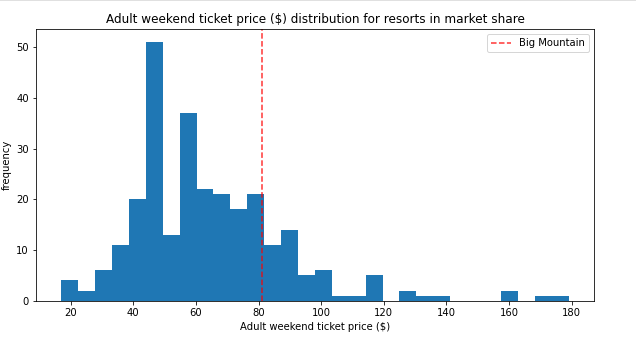 Adult weekend ticket price ($) distribution for resorts in market share
Big Mountain
50
40
30
20
10
0
frequency
20 40 60 80 100 120 140 160 180
Adult weekend ticket price ($)